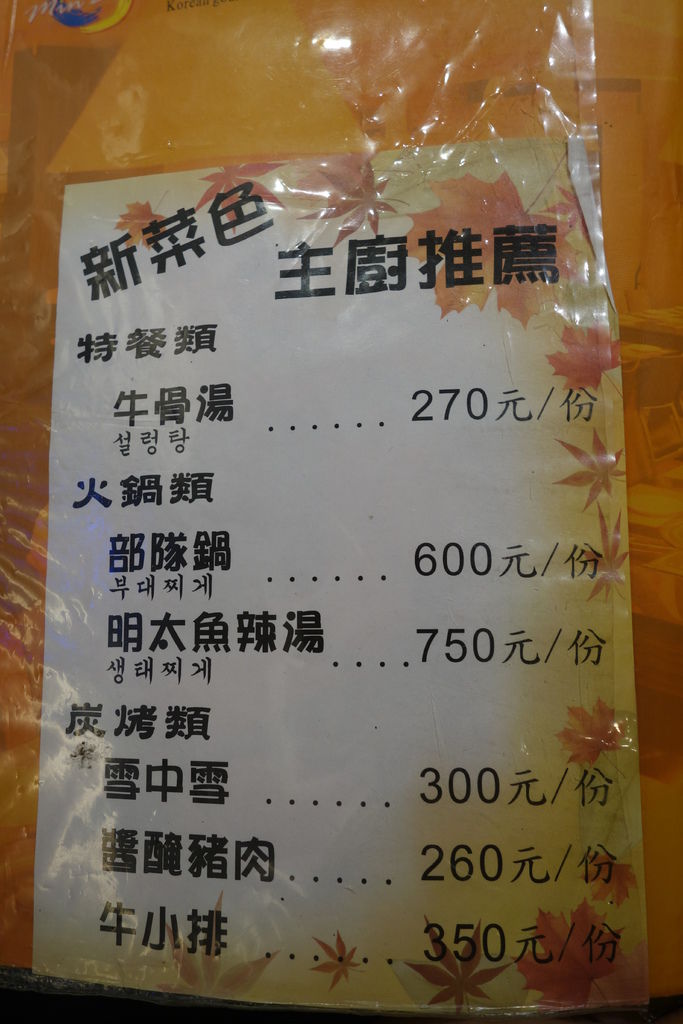 Korean
新菜色
主廚推薦
特餐類
牛骨湯 ...... 270元/份
설렁탕
火鍋類
部隊鍋 ...... 600元/份
부대찌게
明太魚辣湯 ....750元/份
생태찌게
炭烤類
雪中雪 ...... 300元/份
醬醃豬肉 ..... 260元/份
牛小排 ...... 350元/份